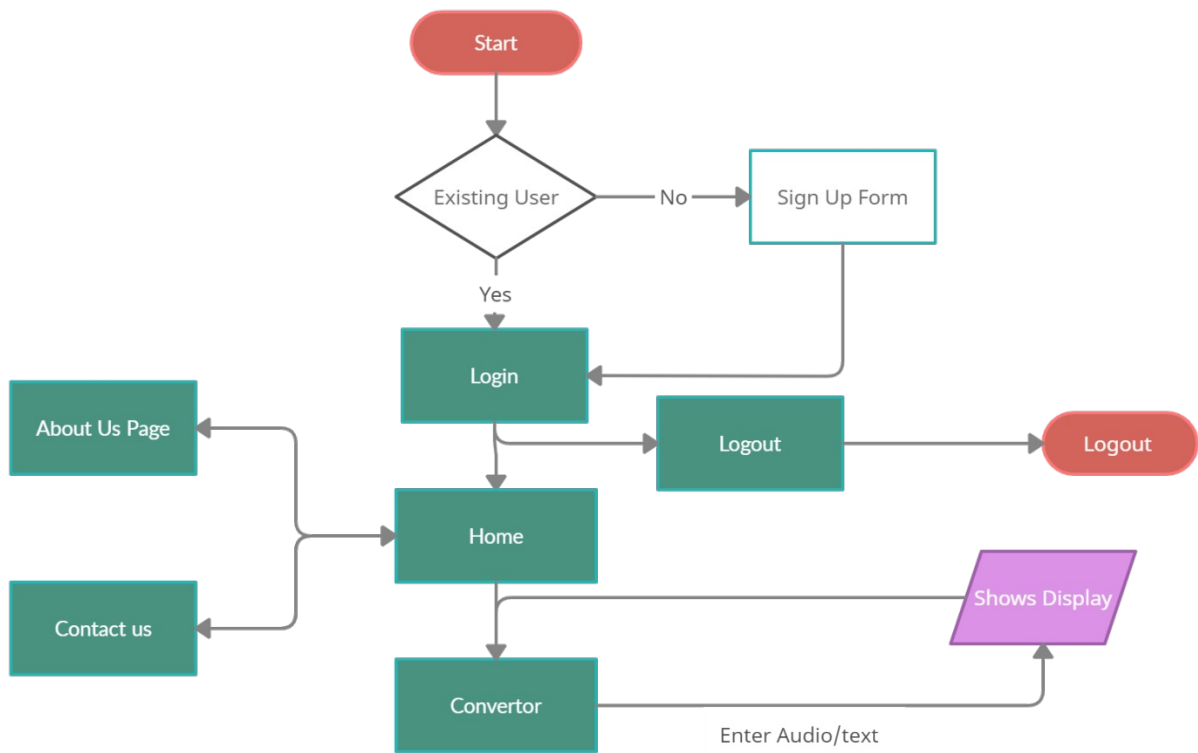 Start
Existing User
No
Sign Up Form
Yes
Login
About Us Page
Logout
Logout
Home
Shows Display
Contact us
Convertor
Enter Audio/text